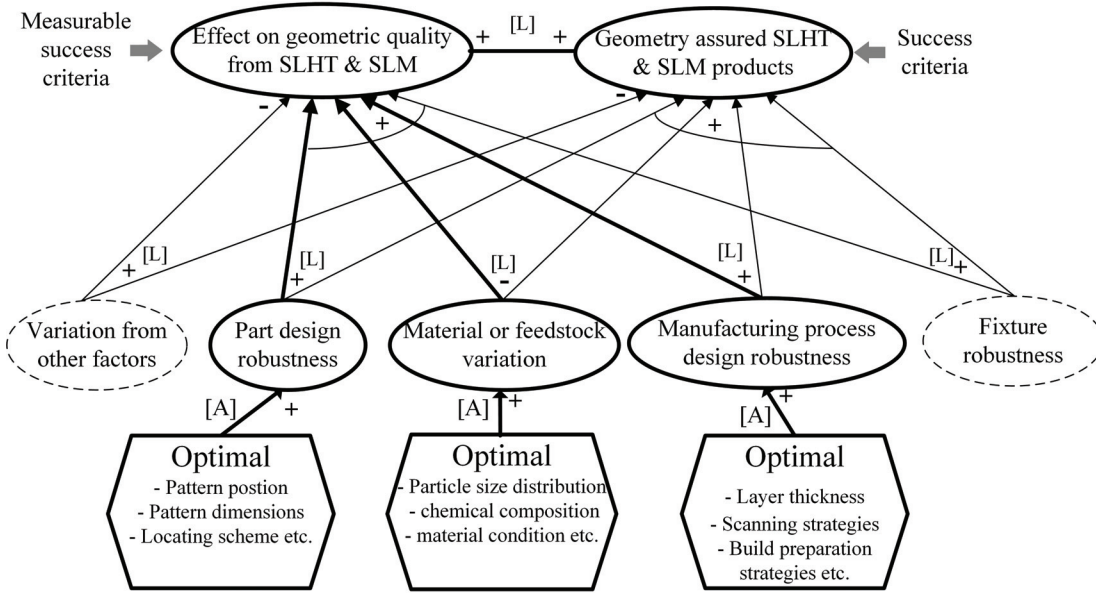 Measurable
success
criteria
Effect on geometric quality
from SLHT & SLM
+ [L] +
Geometry assured SLHT
& SLM products
Success
criteria
-
+
-
+
+
[L]
[L]
+
[L]
-
[L]
+
[L]
+
Variation from
other factors
Part design
robustness
Material or feedstock
variation
Manufacturing process
design robustness
Fixture
robustness
[A]
+
[A]
+
[A]
+
Optimal
- Pattern postion
- Pattern dimensions
- Locating scheme etc.
Optimal
- Particle size distribution
- chemical composition
- material condition etc.
Optimal
- Layer thickness
- Scanning strategies
- Build preparation
strategies etc.